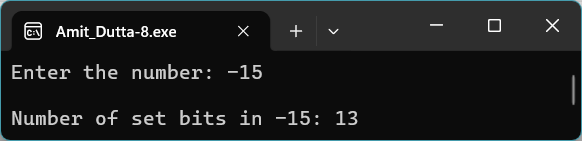 Amit_Dutta-8.exe
Enter the number: -15
Number of set bits in -15: 13